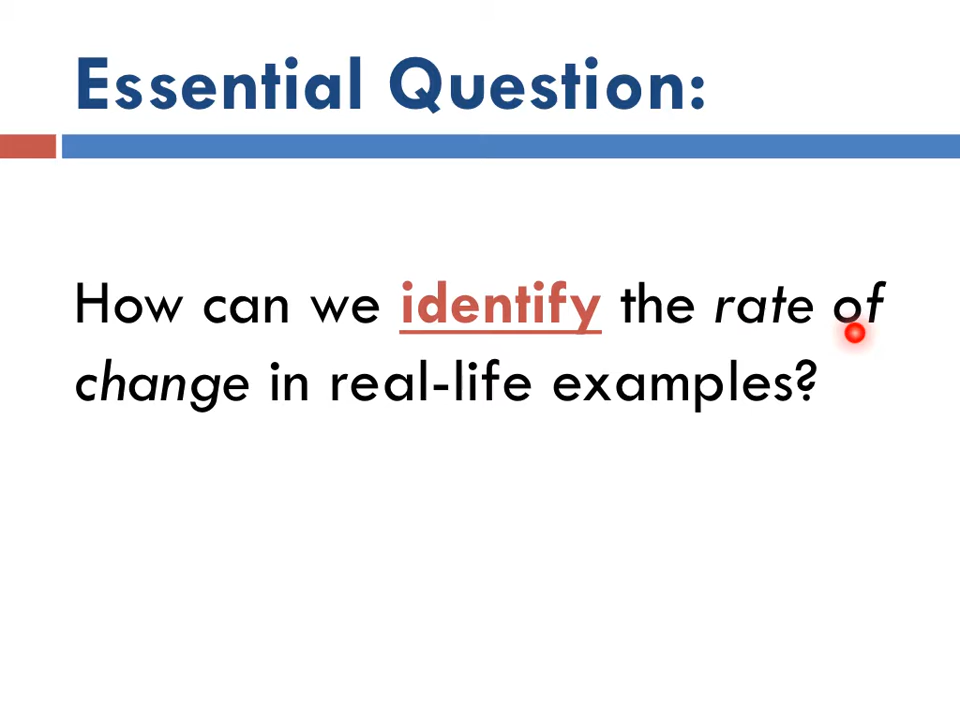 Essential Question:
How can we identify the rate of
change in real-life examples?